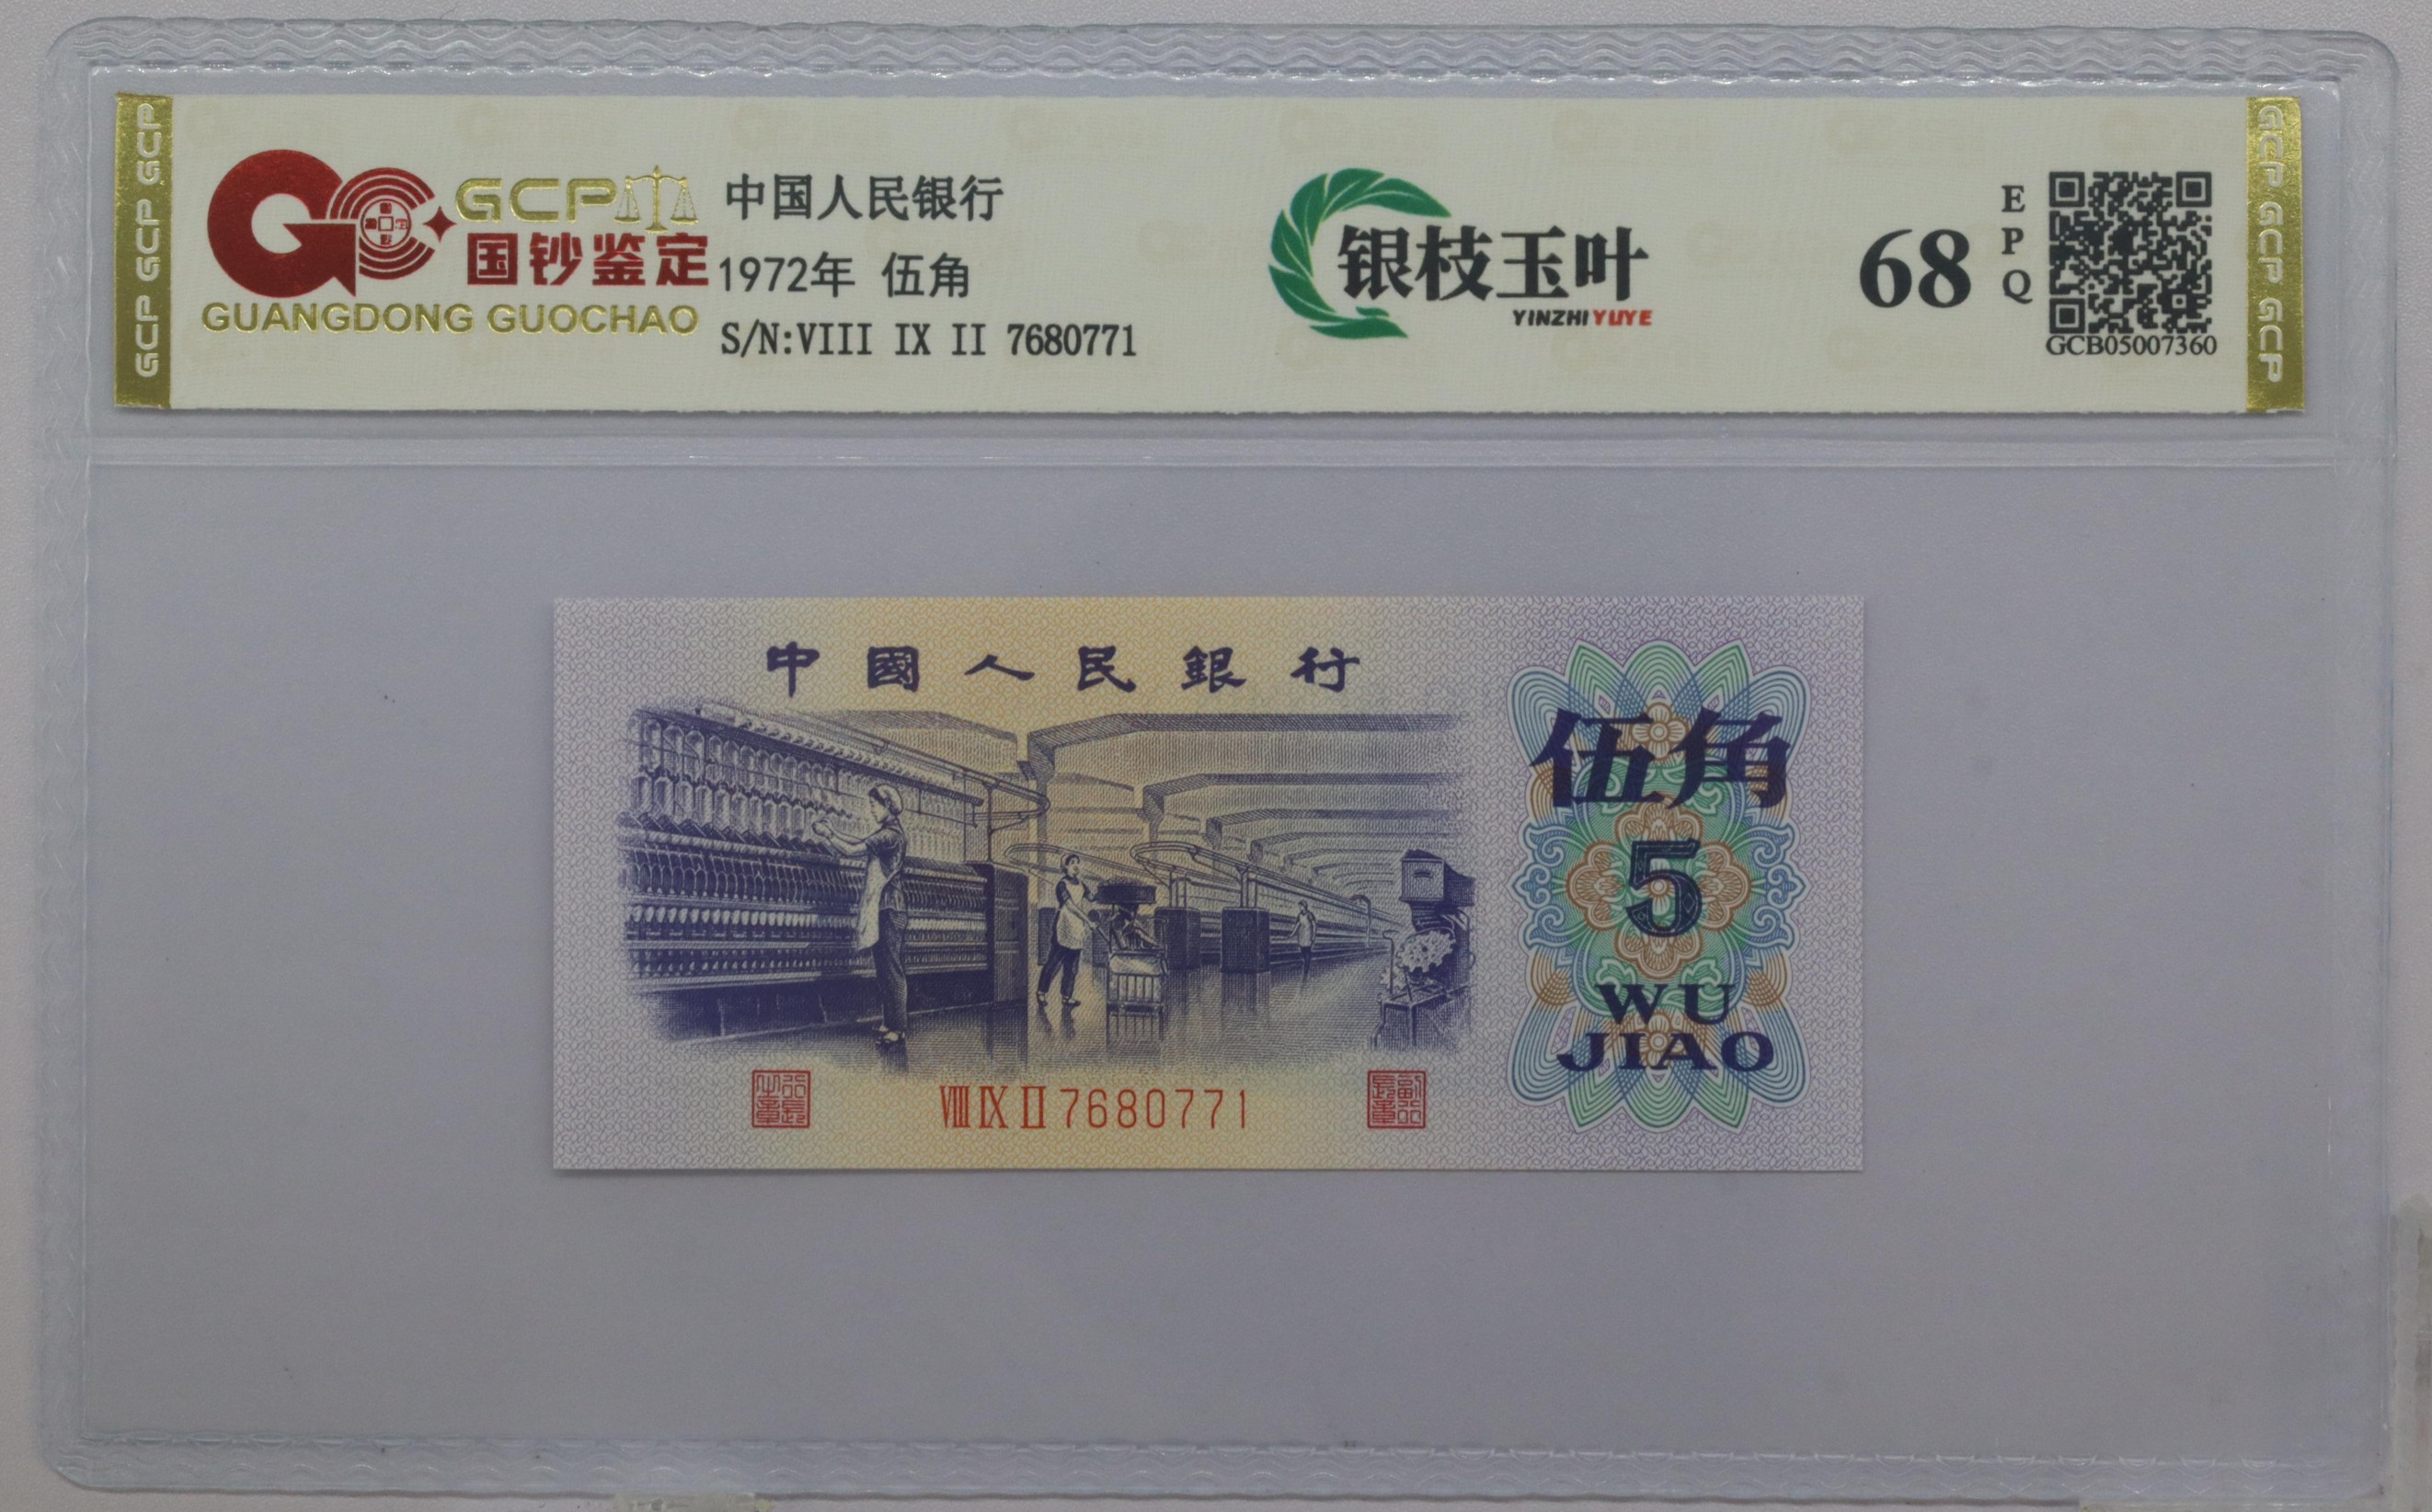 GCP GCP GCP
GCP
国钞鉴定
GUANGDONG GUOCHAO
中国人民银行
1972年 伍角
S/N:VIII IX II 7680771
银枝玉叶
YINZHI YUYE
68
EPQ
GCB05007360
GCP GCP GCP
中國人民銀行
伍角
5
WU
JIAO
VIII IX II 7680771